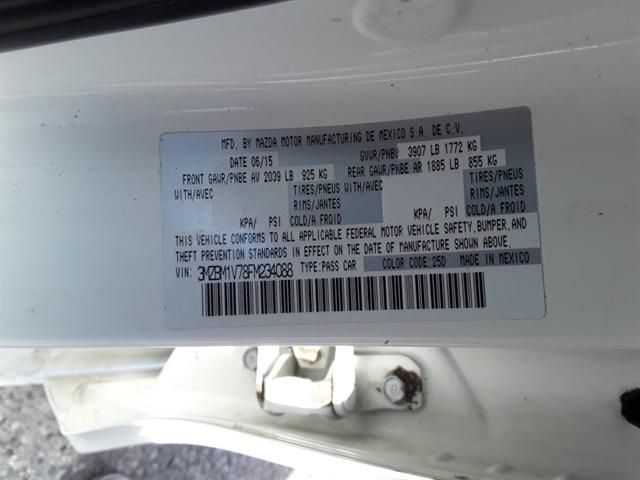 MFD. BY MAZDA MOTOR MANUFACTURING DE MEXICO S.A. DE C.V.
DATE 06/15 GVWR/PNBV 3907 LB 1772 KG
FRONT GAWR/PNBE AV 2039 LB 925 KG REAR GAWR/PNBE AR 1885 LB 855 KG
WITH/AVEC TIRES/PNEUS WITH/AVEC TIRES/PNEUS
RIMS/JANTES RIMS/JANTES
KPA/ PSI COLD/A FROID KPA/ PSI COLD/A FROID
THIS VEHICLE CONFORMS TO ALL APPLICABLE FEDERAL MOTOR VEHICLE SAFETY, BUMPER, AND
THEFT PREVENTION STANDARDS IN EFFECT ON THE DATE OF MANUFACTURE SHOWN ABOVE.
VIN: 3MZBM1V78FM234088 TYPE: PASS CAR COLOR CODE: 25D MADE IN MEXICO